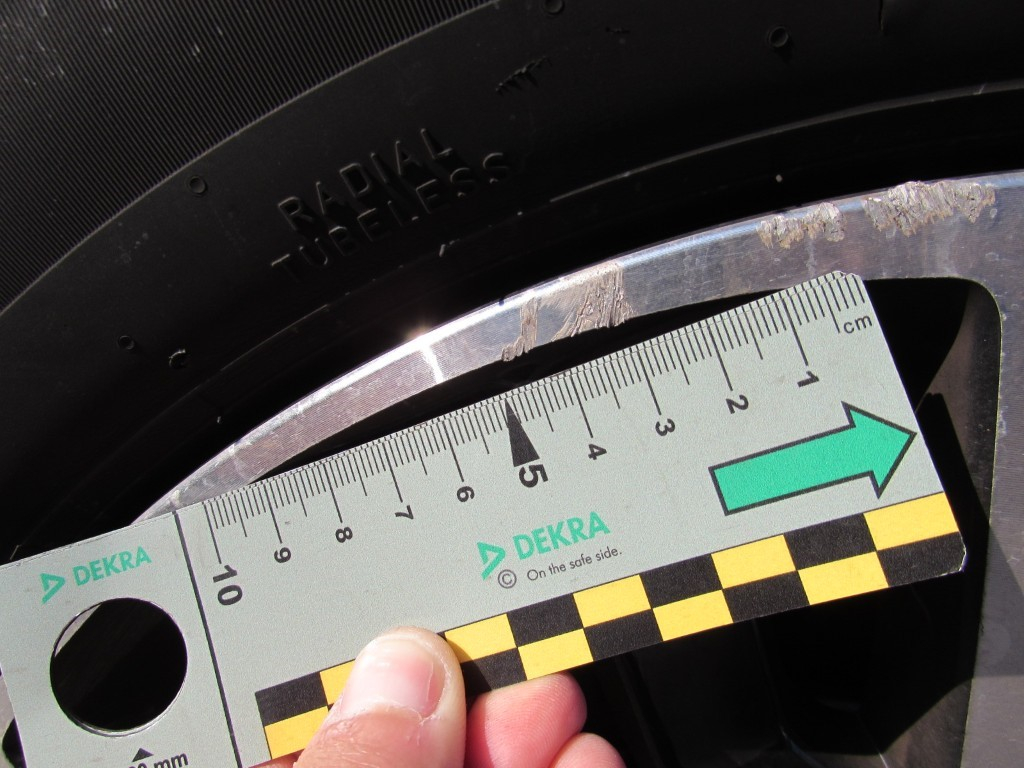 RADIAL
TUBELESS
cm
1
2
3
4
5
6
7
8
9
10
DEKRA
DEKRA
© On the safe side.
mm